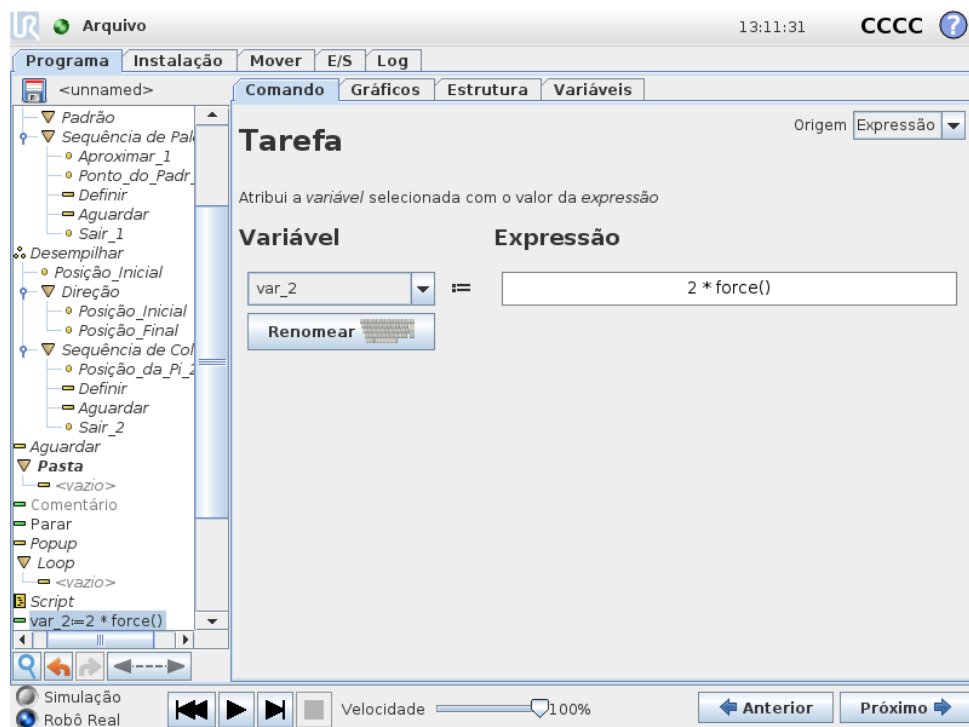 Arquivo 13:11:31 CCCC ?
Programa Instalação Mover E/S Log
<unnamed>
Comando Gráficos Estrutura Variáveis
Padrão
Sequência de Pal
Aproximar_1
Ponto_do_Padr_
Definir
Aguardar
Sair_1
Desempilhar
Posição_Inicial
Direção
Posição_Inicial
Posição_Final
Sequência de Col
Posição_da_Pi_2
Definir
Aguardar
Sair_2
Aguardar
Pasta
<vazio>
Comentário
Parar
Popup
Loop
<vazio>
Script
var_2:=2 * force()
Tarefa
Origem Expressão
Atribui a variável selecionada com o valor da expressão
Variável Expressão
var_2 := 2 * force()
Renomear
Simulação
Robô Real
Velocidade 100%
Anterior Próximo